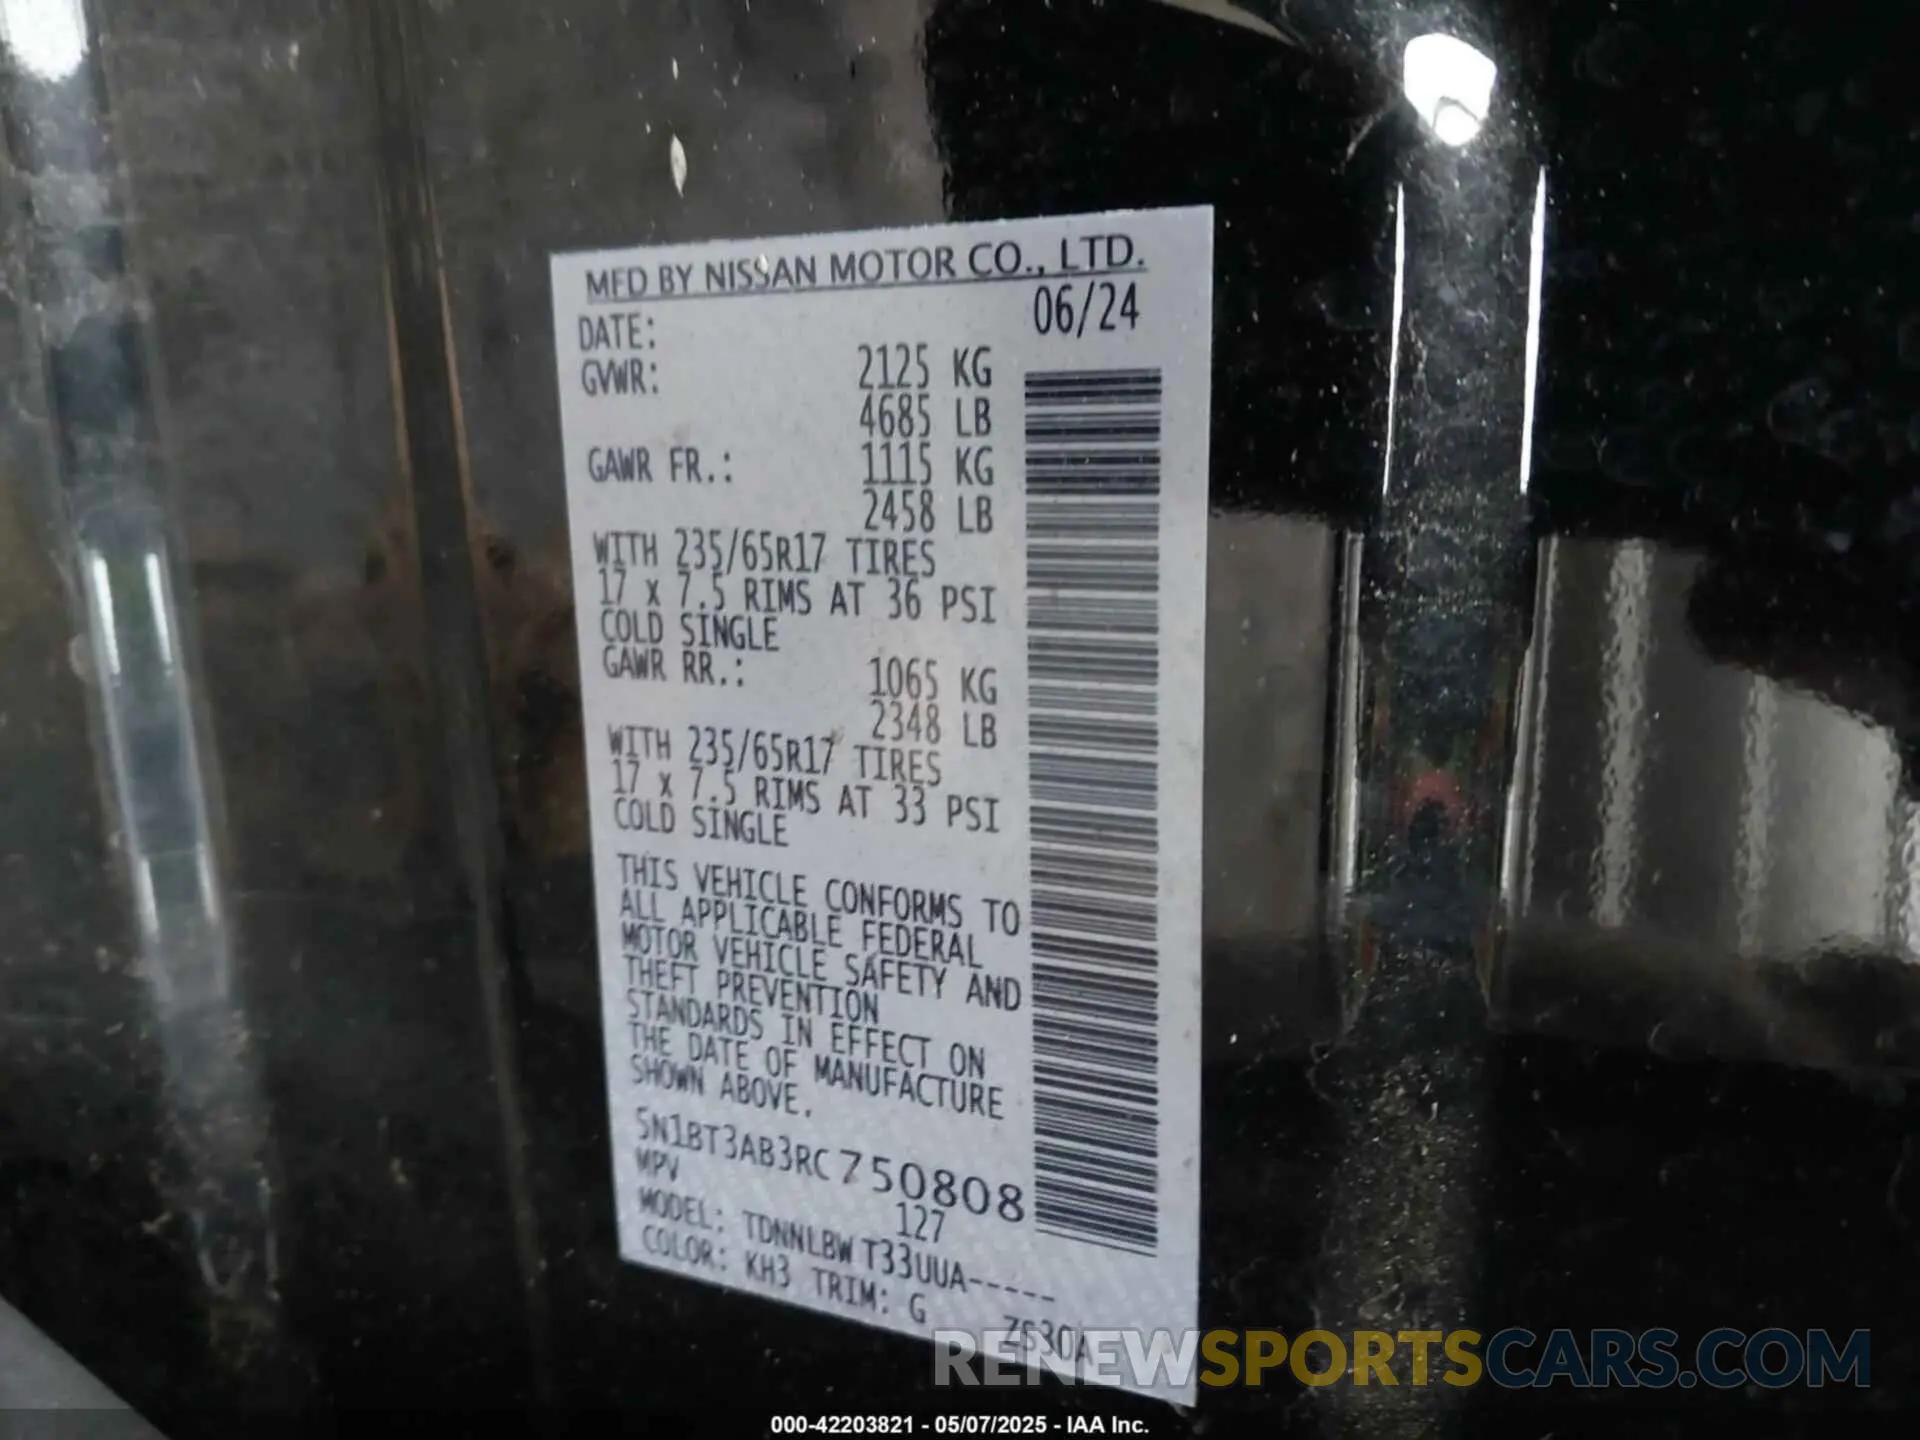 MFD BY NISSAN MOTOR CO., LTD.
DATE: 06/24
GVWR: 2125 KG
4685 LB
GAWR FR.: 1115 KG
2458 LB
WITH 235/65R17 TIRES
17 x 7.5 RIMS AT 36 PSI
COLD SINGLE
GAWR RR.: 1065 KG
2348 LB
WITH 235/65R17 TIRES
17 x 7.5 RIMS AT 33 PSI
COLD SINGLE
THIS VEHICLE CONFORMS TO
ALL APPLICABLE FEDERAL
MOTOR VEHICLE SAFETY AND
THEFT PREVENTION
STANDARDS IN EFFECT ON
THE DATE OF MANUFACTURE
SHOWN ABOVE.
5N1BT3AB3RC750808
MPV 127
MODEL: TDNNLBW T33UUA-----
COLOR: KH3 TRIM: G
ZS30A
RENEWSPORTSCARS.COM
000-42203821 - 05/07/2025 - IAA Inc.